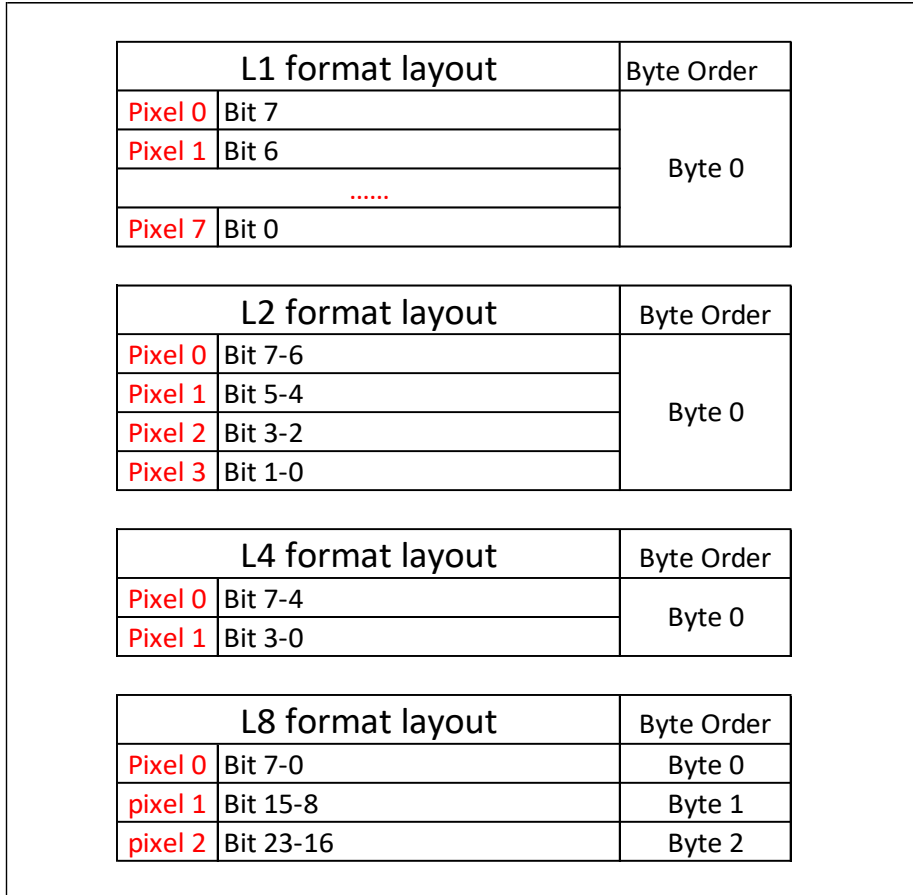 L1 format layout Byte Order
Pixel 0 Bit 7
Pixel 1 Bit 6
Byte 0
......
Pixel 7 Bit 0
L2 format layout Byte Order
Pixel 0 Bit 7-6
Pixel 1 Bit 5-4
Byte 0
Pixel 2 Bit 3-2
Pixel 3 Bit 1-0
L4 format layout Byte Order
Pixel 0 Bit 7-4
Byte 0
Pixel 1 Bit 3-0
L8 format layout Byte Order
Pixel 0 Bit 7-0 Byte 0
pixel 1 Bit 15-8 Byte 1
pixel 2 Bit 23-16 Byte 2